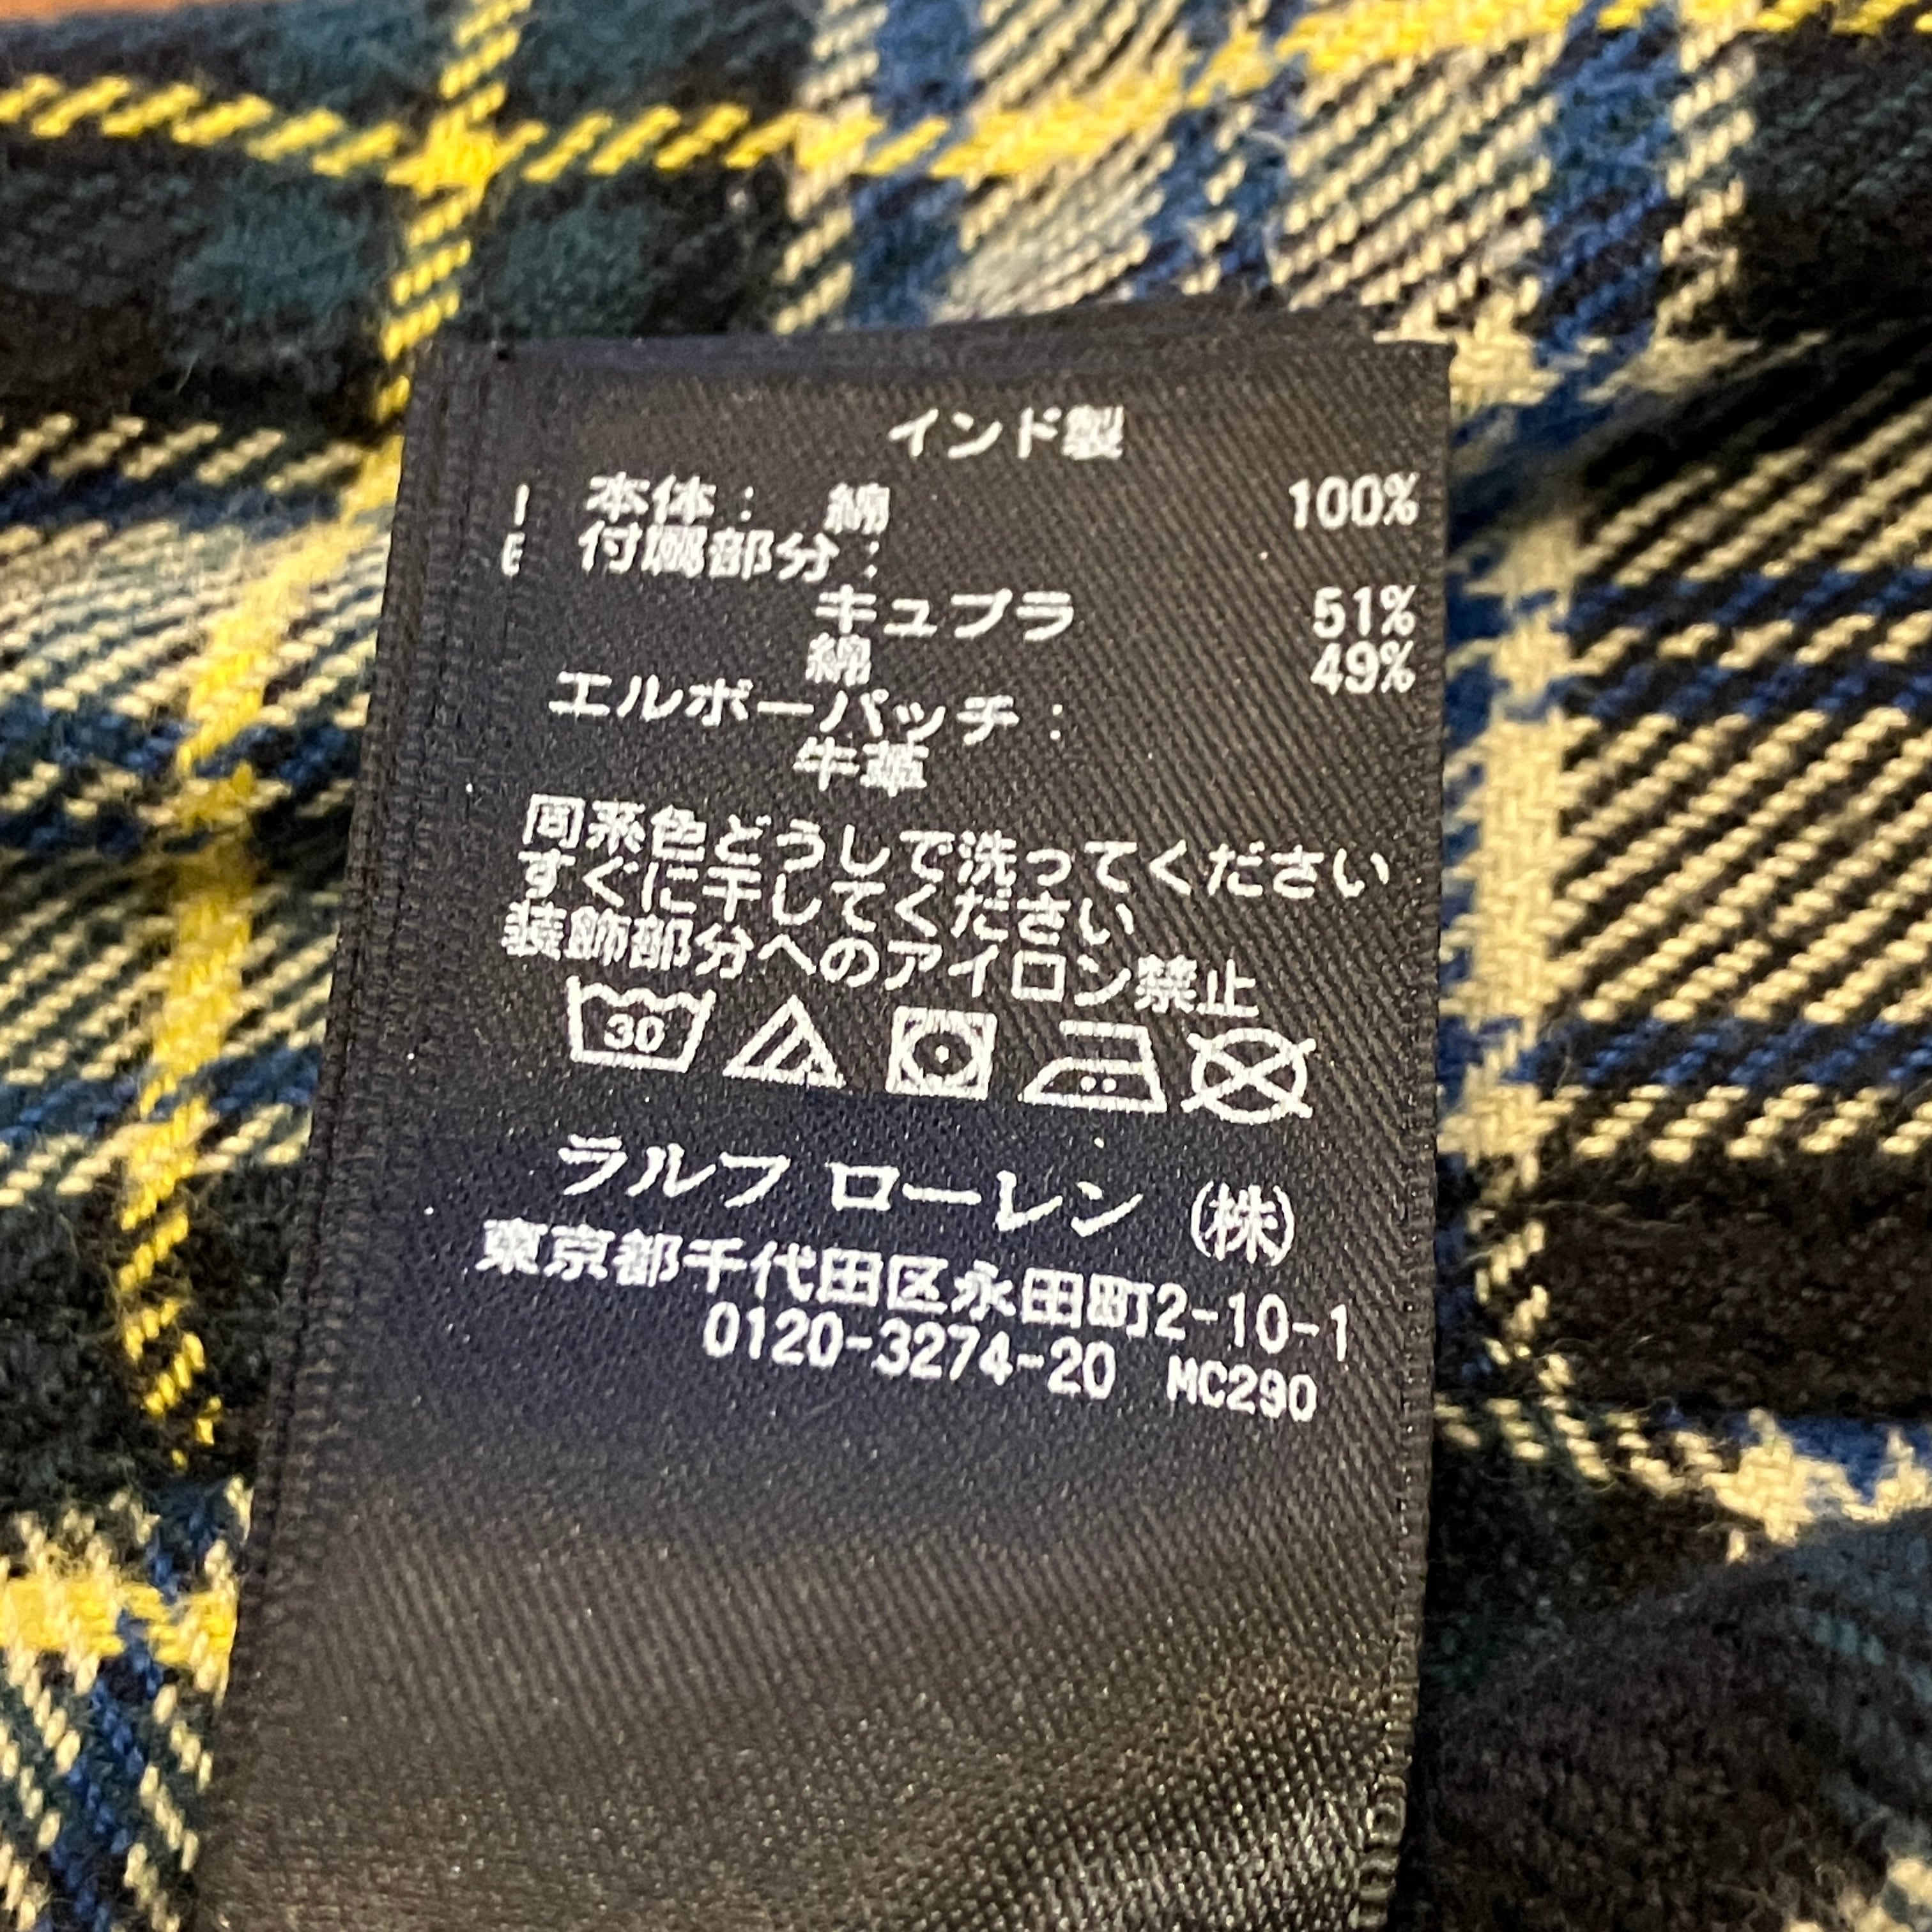 インド製
本体： 綿 100%
付属部分：
キュプラ 51%
綿 49%
エルボーパッチ：
牛革
同系色どうしで洗ってください
すぐに干してください
装飾部分へのアイロン禁止
30
ラルフ ローレン (株)
東京都千代田区永田町2-10-1
0120-3274-20 MC290